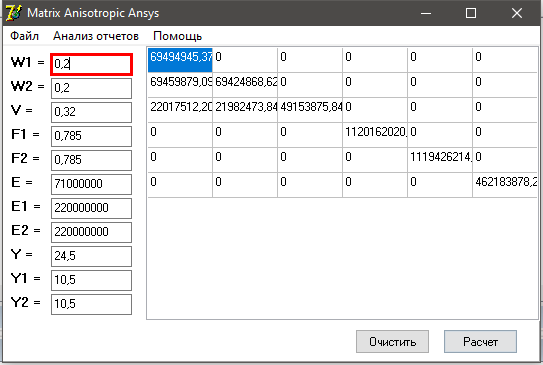 Matrix Anisotropic Ansys
Файл Анализ отчетов Помощь
W1 = 0,2
W2 = 0,2
V = 0,32
F1 = 0,785
F2 = 0,785
E = 71000000
E1 = 220000000
E2 = 220000000
Y = 24,5
Y1 = 10,5
Y2 = 10,5
69494945,37 0 0 0 0 0
69459879,09 69424868,62 0 0 0 0
22017512,20 21982473,84 49153875,84 0 0 0
0 0 0 1120162020, 0 0
0 0 0 0 1119426214, 0
0 0 0 0 0 462183878,2
Очистить Расчет